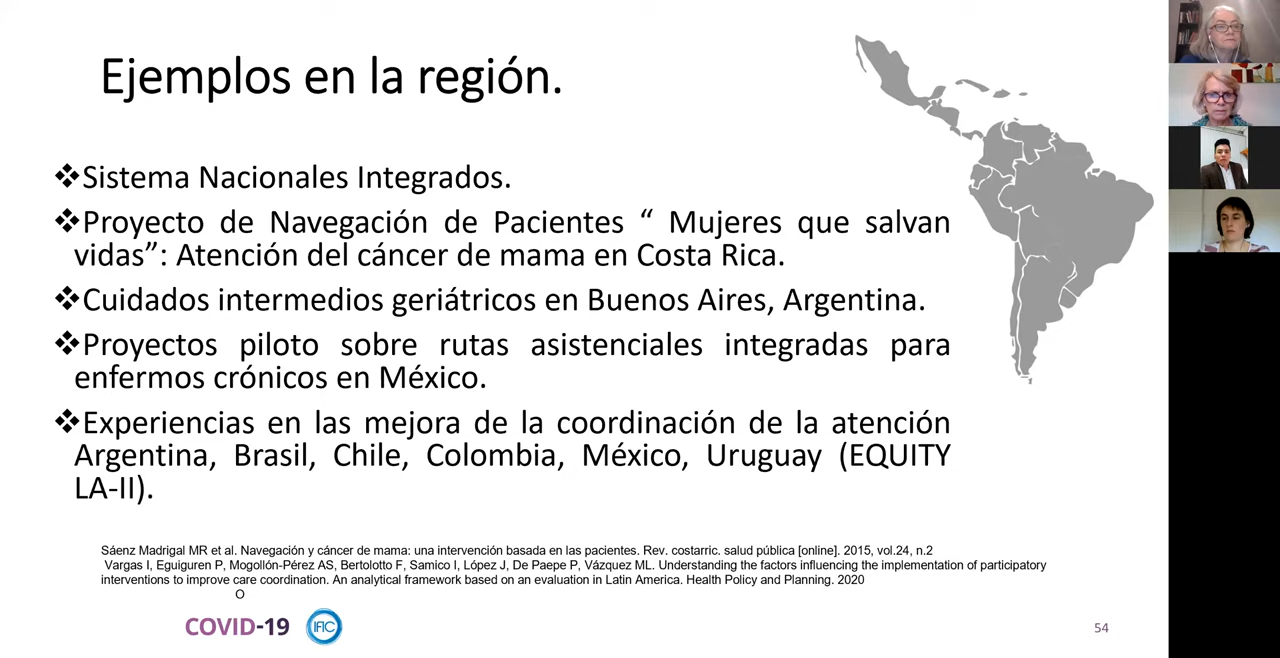 Ejemplos en la región.
❖Sistema Nacionales Integrados.
❖Proyecto de Navegación de Pacientes “ Mujeres que salvan
vidas”: Atención del cáncer de mama en Costa Rica.
❖Cuidados intermedios geriátricos en Buenos Aires, Argentina.
❖Proyectos piloto sobre rutas asistenciales integradas para
enfermos crónicos en México.
❖Experiencias en las mejora de la coordinación de la atención
Argentina, Brasil, Chile, Colombia, México, Uruguay (EQUITY
LA-II).
Sáenz Madrigal MR et al. Navegación y cáncer de mama: una intervención basada en las pacientes. Rev. costarric. salud pública [online]. 2015, vol.24, n.2
Vargas I, Eguiguren P, Mogollón-Pérez AS, Bertolotto F, Samico I, López J, De Paepe P, Vázquez ML. Understanding the factors influencing the implementation of participatory
interventions to improve care coordination. An analytical framework based on an evaluation in Latin America. Health Policy and Planning. 2020
O
COVID-19 IFIC
54